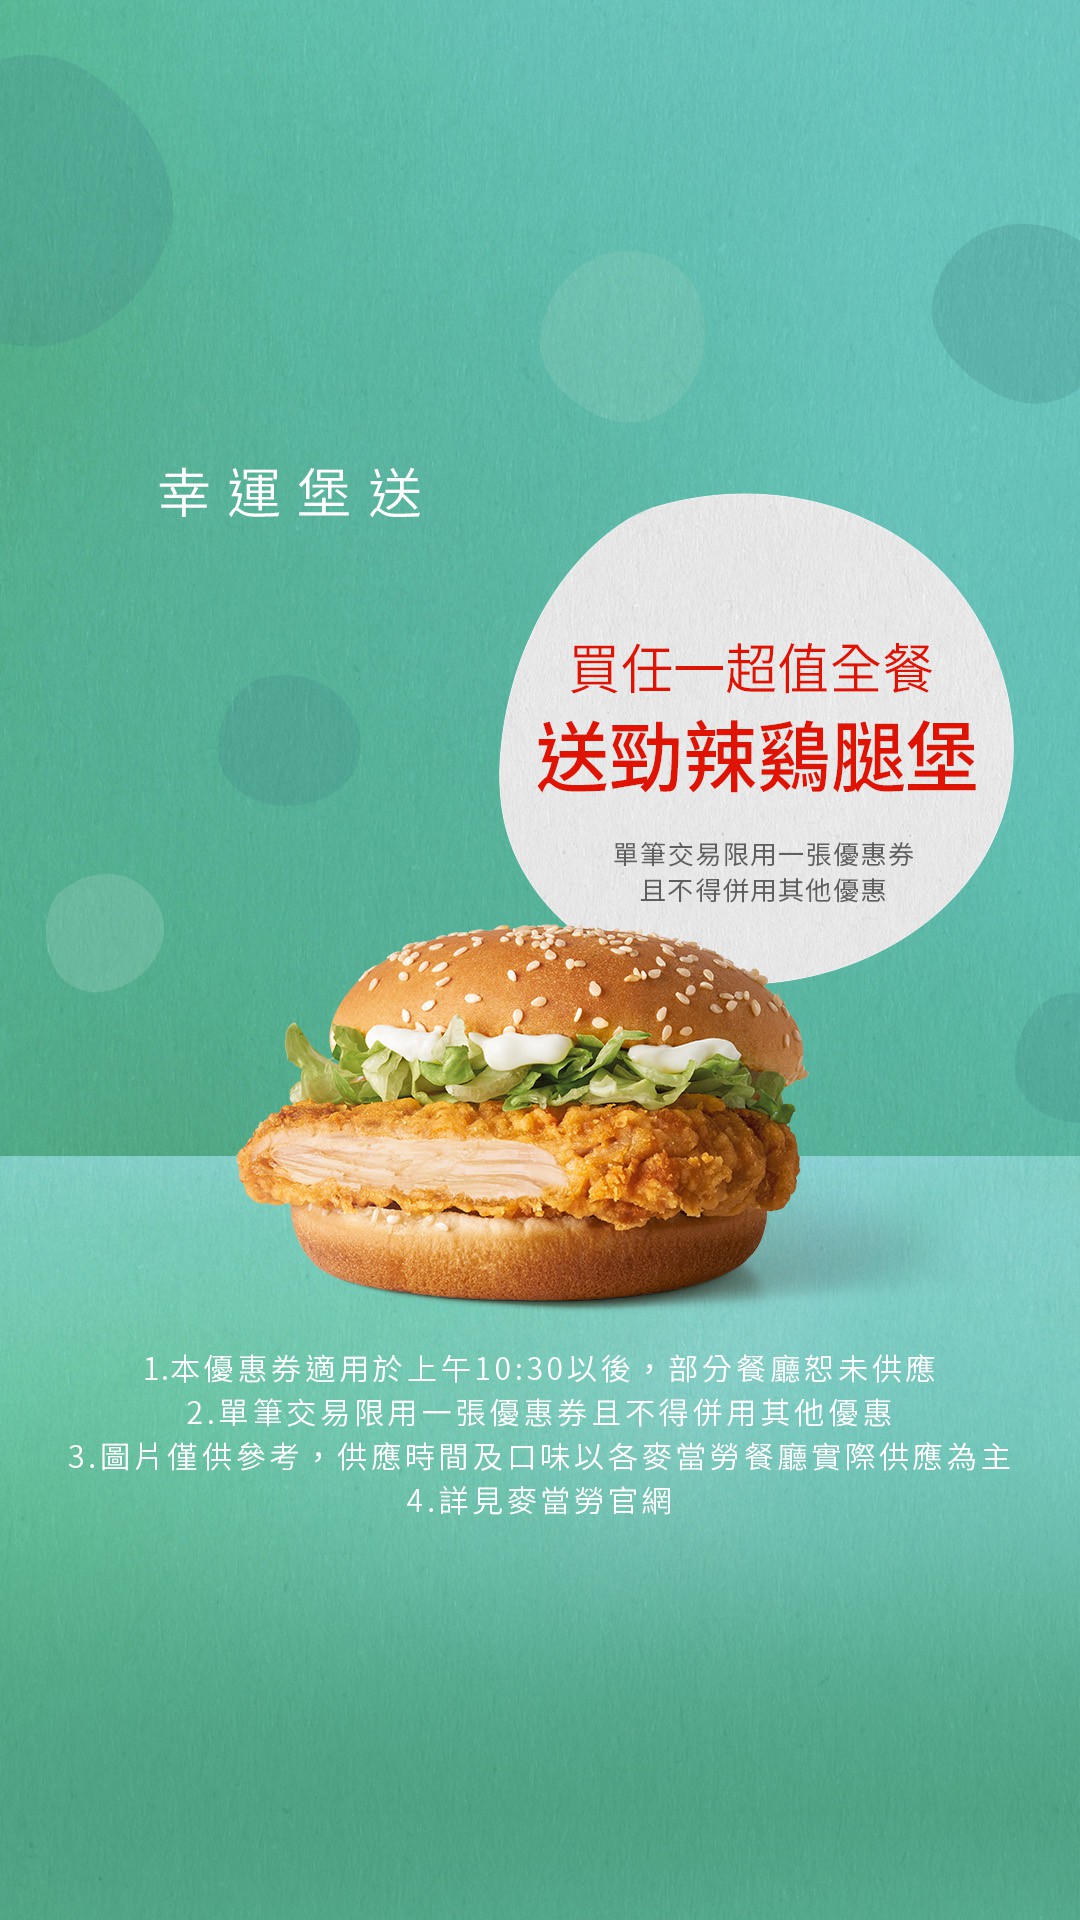 幸運堡送
買任一超值全餐
送勁辣鷄腿堡
單筆交易限用一張優惠券
且不得併用其他優惠
1.本優惠券適用於上午10:30以後，部分餐廳恕未供應
2.單筆交易限用一張優惠券且不得併用其他優惠
3.圖片僅供參考，供應時間及口味以各麥當勞餐廳實際供應為主
4.詳見麥當勞官網